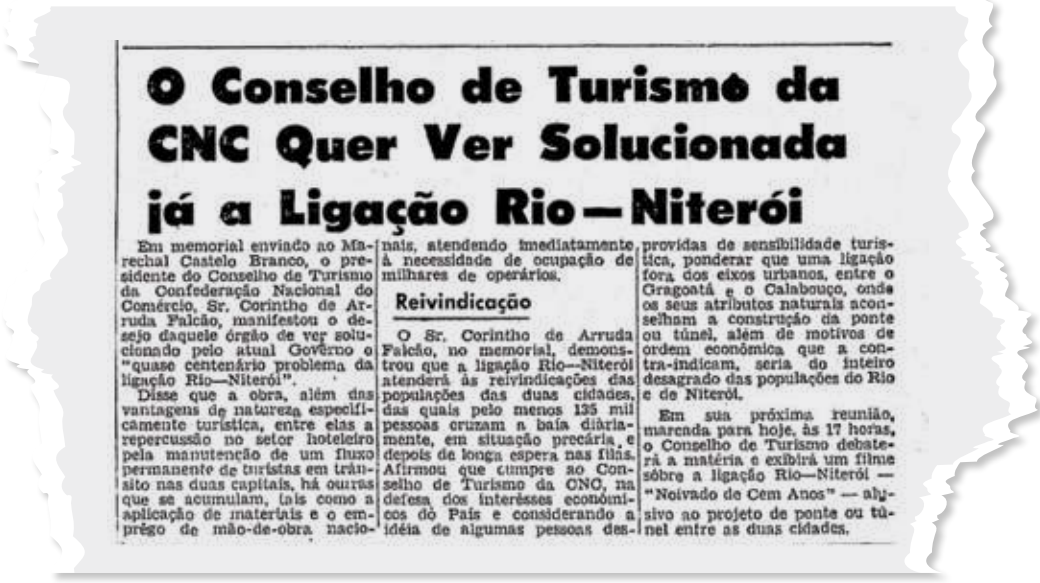 O Conselho de Turismo da
CNC Quer Ver Solucionada
já a Ligação Rio—Niterói
Em memorial enviado ao Ma-
rechal Castelo Branco, o pre-
sidente do Conselho de Turismo
da Confederação Nacional do
Comércio, Sr. Corintho de Ar-
ruda Falcão, manifestou o de-
sejo daquele órgão de ver solu-
cionado pelo atual Govêrno o
"quase centenário problema da
ligação Rio—Niterói".
Disse que a obra, além das
vantagens de natureza especifi-
camente turística, entre elas a
repercussão no setor hoteleiro
pela manutenção de um fluxo
permanente de turistas em trân-
sito nas duas capitais, há outras
que se acumulam, tais como a
aplicação de materiais e o em-
prêgo de mão-de-obra nacio-
nais, atendendo imediatamente
à necessidade de ocupação de
milhares de operários.
Reivindicação
O Sr. Corintho de Arruda
Falcão, no memorial, demons-
trou que a ligação Rio—Niterói
atenderá às reivindicações das
populações das duas cidades,
das quais pelo menos 135 mil
pessoas cruzam a baía diària-
mente, em situação precária e
depois de longa espera nas filas.
Afirmou que cumpre ao Con-
selho de Turismo da CNC, na
defesa dos interêsses econômi-
cos do País e considerando a
idéia de algumas pessoas des-
providas de sensibilidade turís-
tica, ponderar que uma ligação
fora dos eixos urbanos, entre o
Gragoatá e o Calabouço, onde
os seus atributos naturais acon-
selham a construção da ponte
ou túnel, além de motivos de
ordem econômica que a con-
tra-indicam, seria do inteiro
desagrado das populações do Rio
e de Niterói.
Em sua próxima reunião,
marcada para hoje, às 17 horas,
o Conselho de Turismo debate-
rá a matéria e exibirá um filme
sôbre a ligação Rio—Niterói —
"Noivado de Cem Anos" — alu-
sivo ao projeto de ponte ou tú-
nel entre as duas cidades.